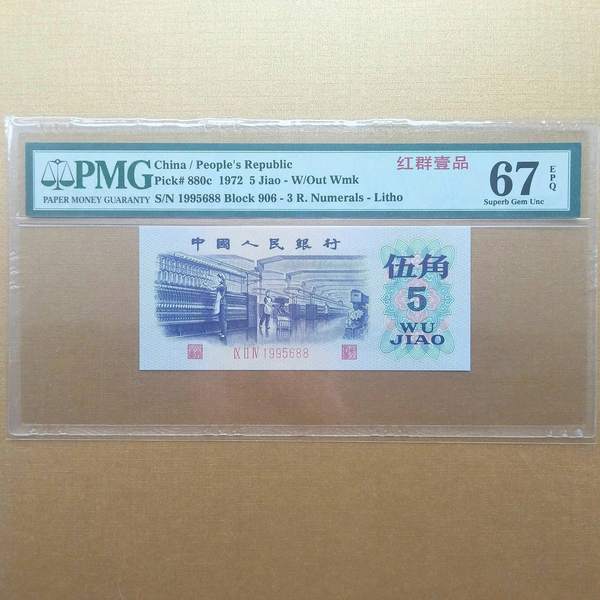 PMG
PAPER MONEY GUARANTY
China / People's Republic
Pick# 880c 1972 5 Jiao - W/Out Wmk
S/N 1995688 Block 906 - 3 R. Numerals - Litho
红群壹品
67 EPQ
Superb Gem Unc
中國人民銀行
伍角
5
WU
JIAO
IX II IV 1995688